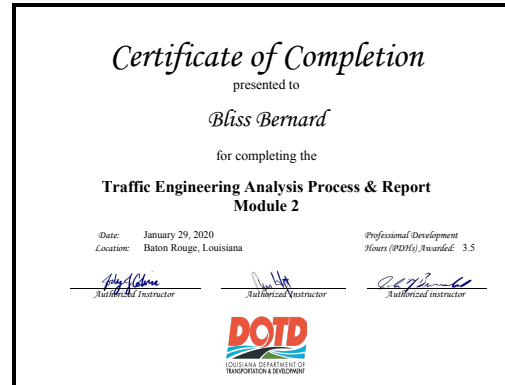 Certificate of Completion
presented to
Bliss Bernard
for completing the
Traffic Engineering Analysis Process & Report
Module 2
Date: January 29, 2020
Location: Baton Rouge, Louisiana
Professional Development
Hours (PDHs) Awarded: 3.5
Authorized Instructor
Authorized Instructor
Authorized instructor
DOTD
LOUISIANA DEPARTMENT OF
TRANSPORTATION & DEVELOPMENT